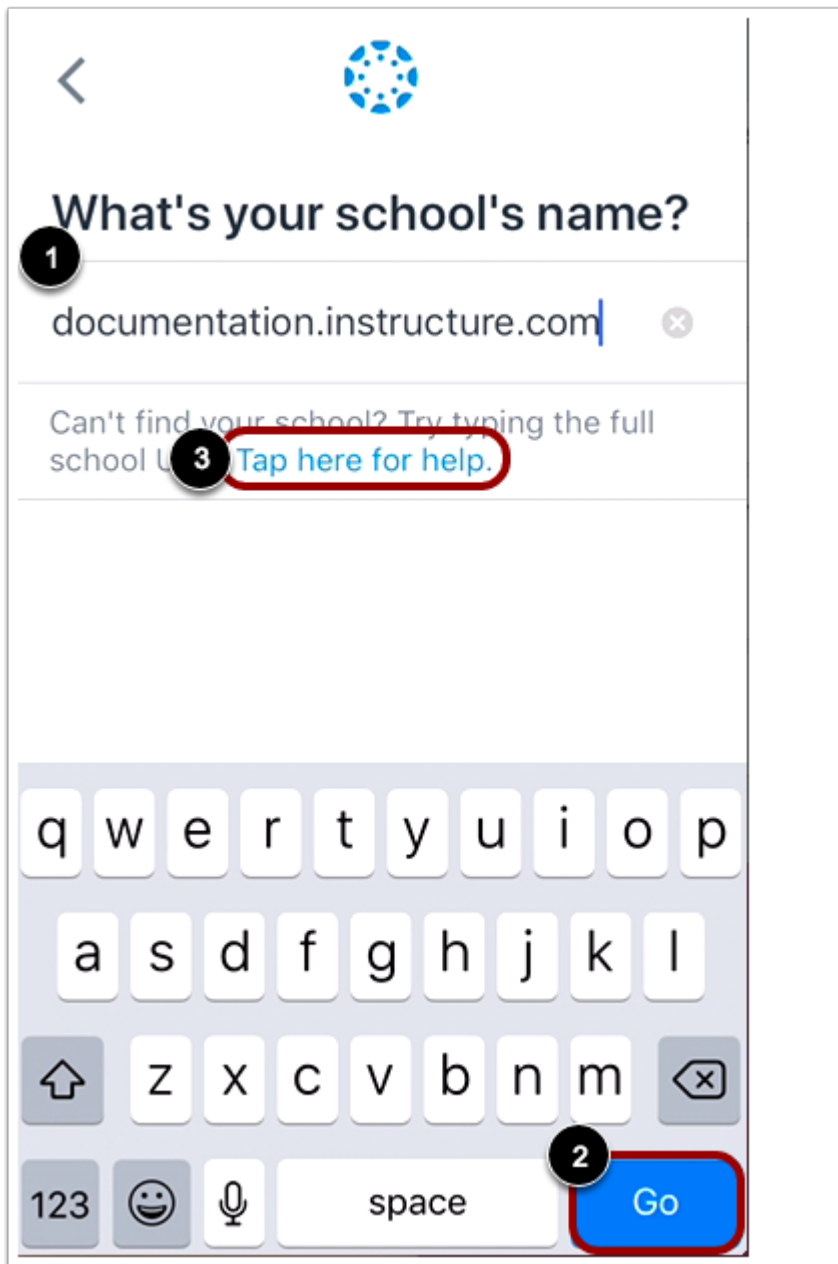 What's your school's name?
1
documentation.instructure.com
Can't find your school? Try typing the full
school 3 Tap here for help.
q w e r t y u i o p
a s d f g h j k l
z x c v b n m
2
123 space Go